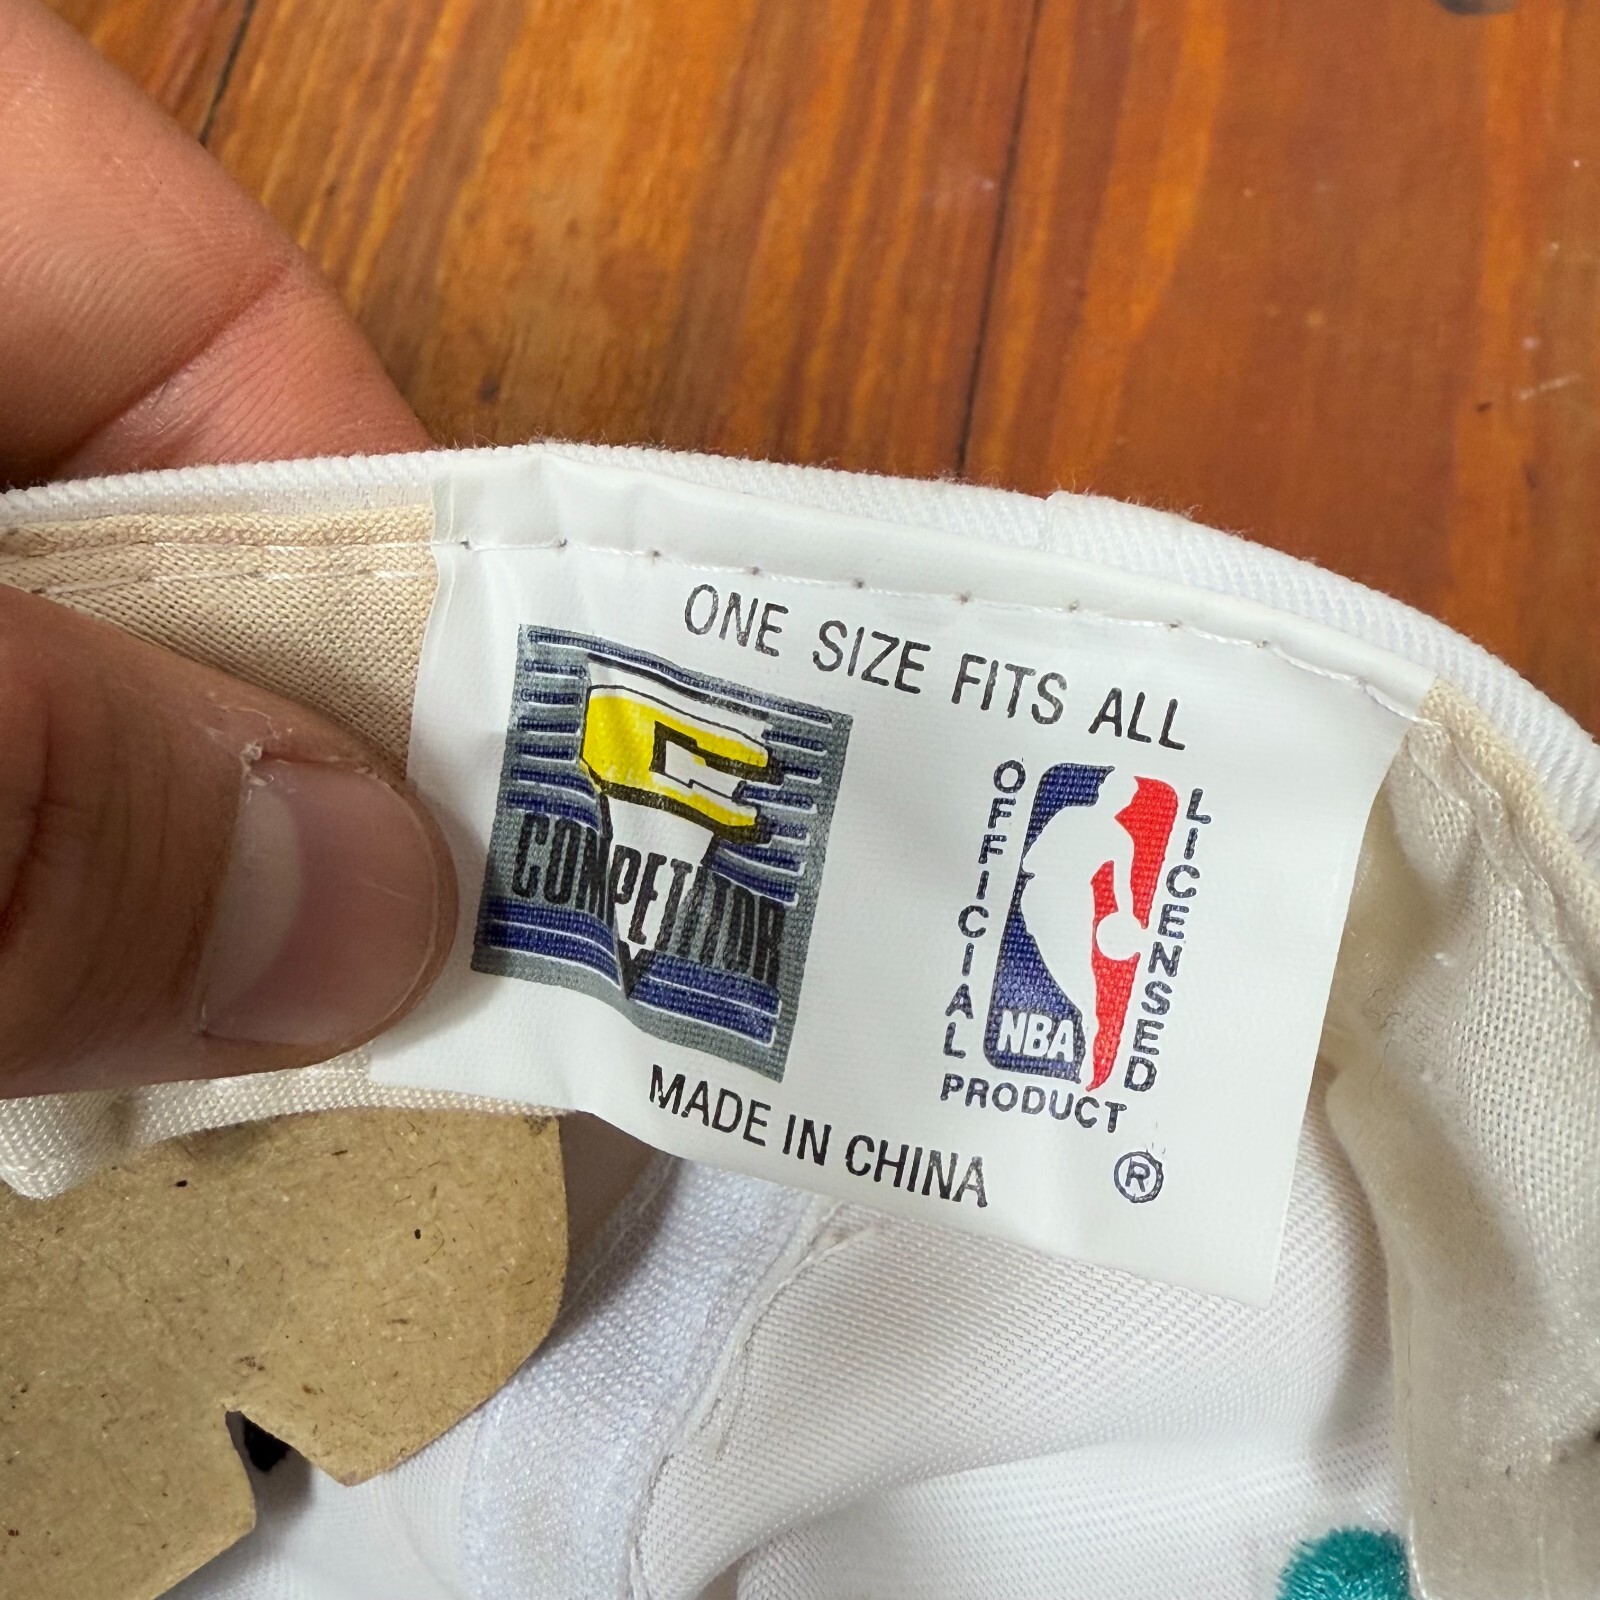 ONE SIZE FITS ALL
C
COMPETITOR
OFFICIAL
LICENSED
NBA
PRODUCT
®
MADE IN CHINA